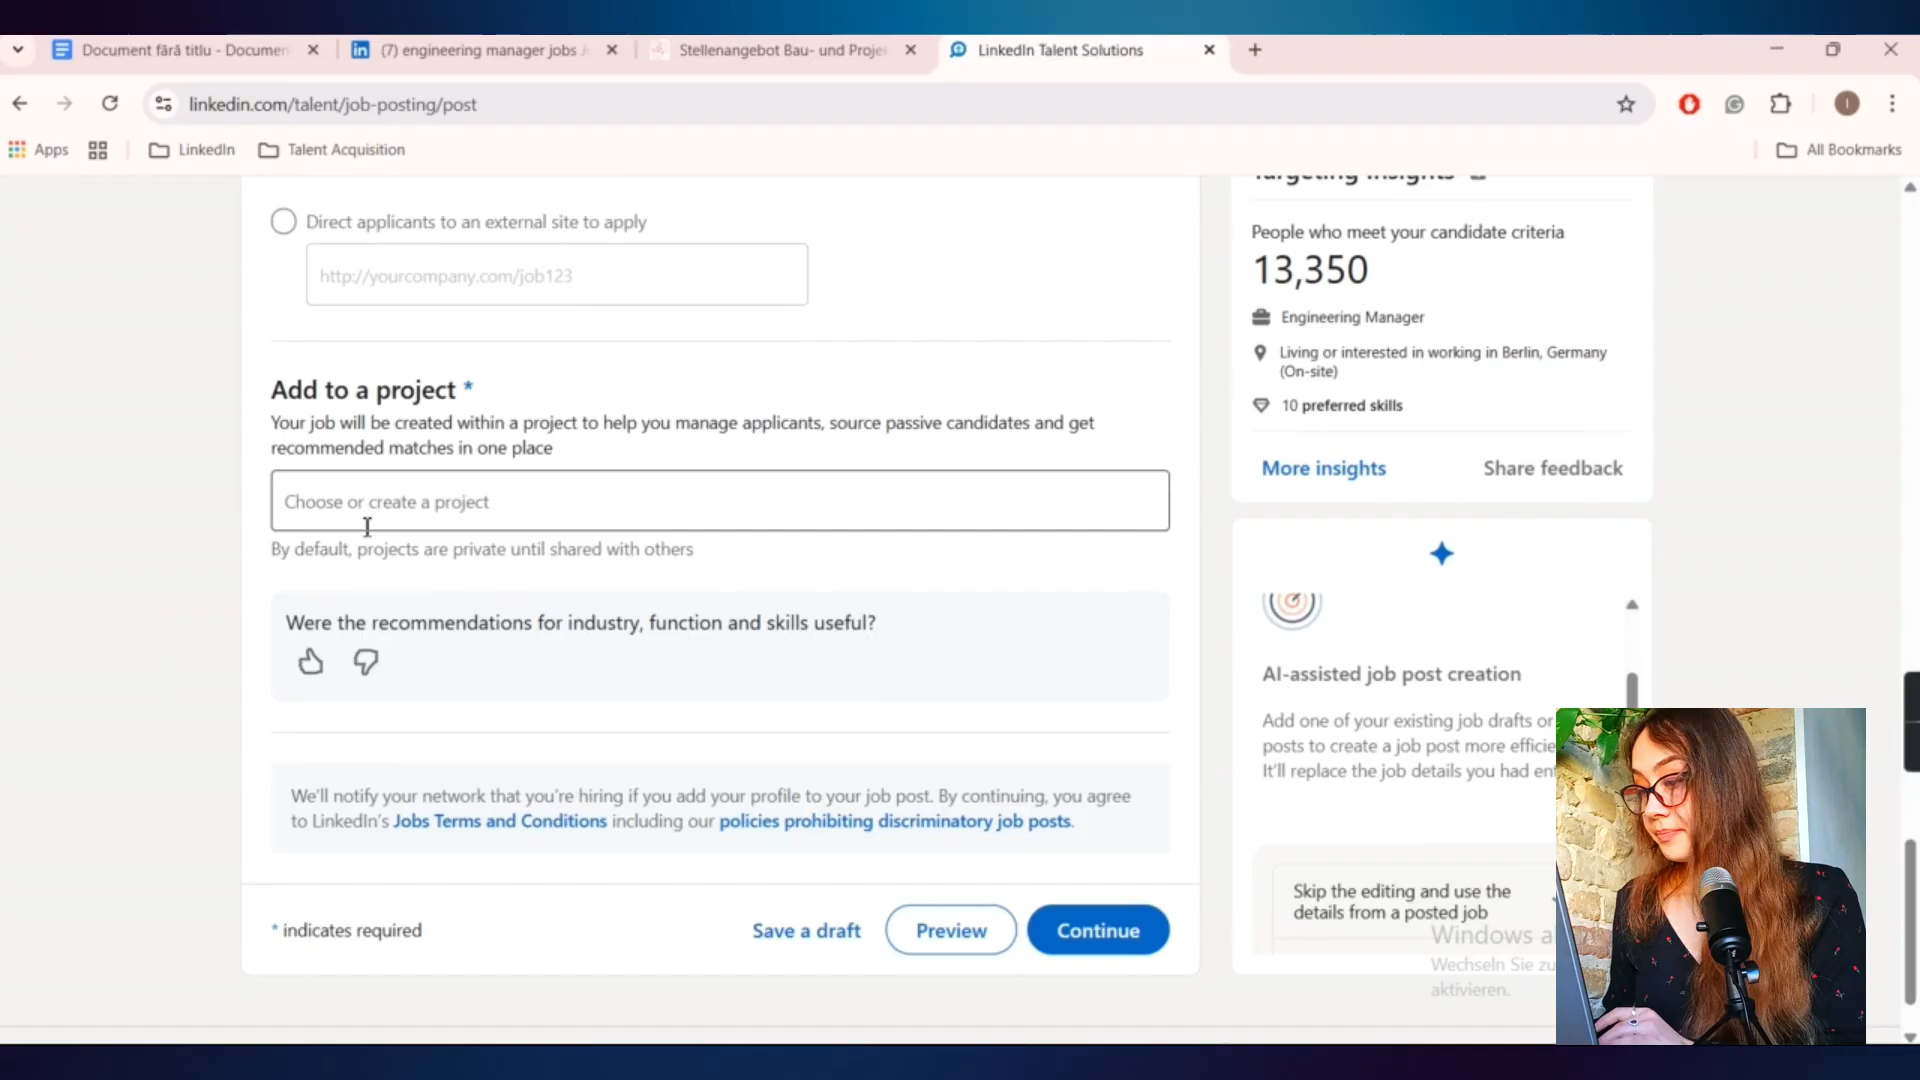 Document fără titlu - Documen
(7) engineering manager jobs
Stellenangebot Bau- und Proje
LinkedIn Talent Solutions
linkedin.com/talent/job-posting/post
Apps
LinkedIn
Talent Acquisition
All Bookmarks
Direct applicants to an external site to apply
http://yourcompany.com/job123
Add to a project *
Your job will be created within a project to help you manage applicants, source passive candidates and get
recommended matches in one place
Choose or create a project
By default, projects are private until shared with others
Were the recommendations for industry, function and skills useful?
We'll notify your network that you're hiring if you add your profile to your job post. By continuing, you agree
to LinkedIn's Jobs Terms and Conditions including our policies prohibiting discriminatory job posts.
* indicates required
Save a draft
Preview
Continue
Targeting insights
People who meet your candidate criteria
13,350
Engineering Manager
Living or interested in working in Berlin, Germany
(On-site)
10 preferred skills
More insights
Share feedback
AI-assisted job post creation
Add one of your existing job drafts or
posts to create a job post more efficie
It'll replace the job details you had en
Skip the editing and use the
details from a posted job
Windows a
Wechseln Sie zu
aktivieren.